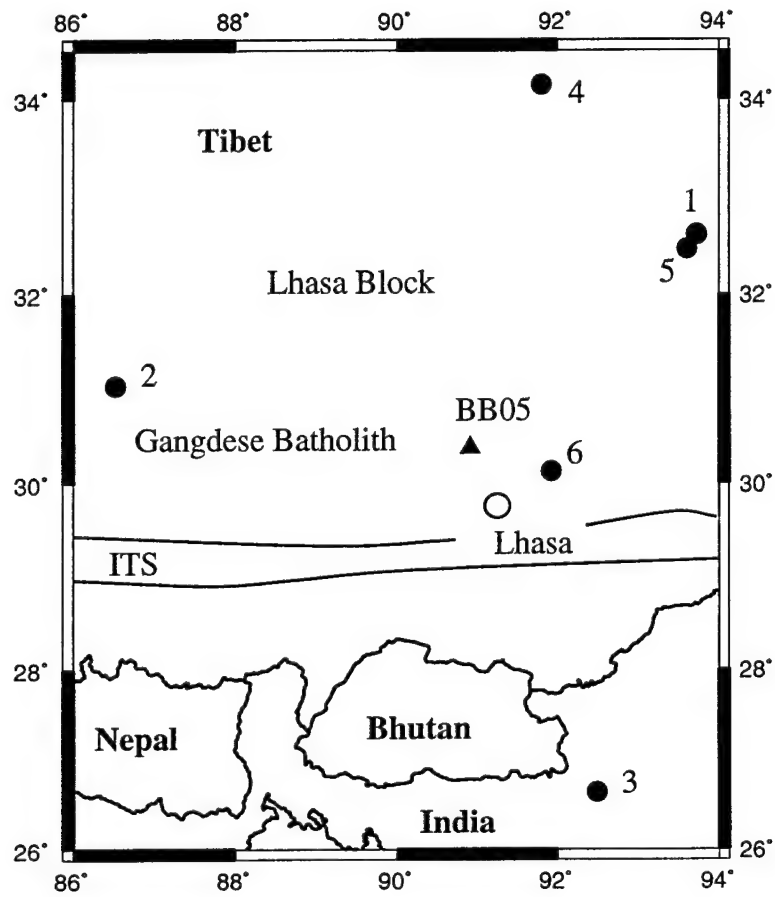 86° 88° 90° 92° 94°
34° 4 34°
Tibet
1
5
Lhasa Block
32° 32°
2
BB05
Gangdese Batholith
6
30° 30°
Lhasa
ITS
28° 28°
Bhutan
Nepal
3
India
26° 26°
86° 88° 90° 92° 94°